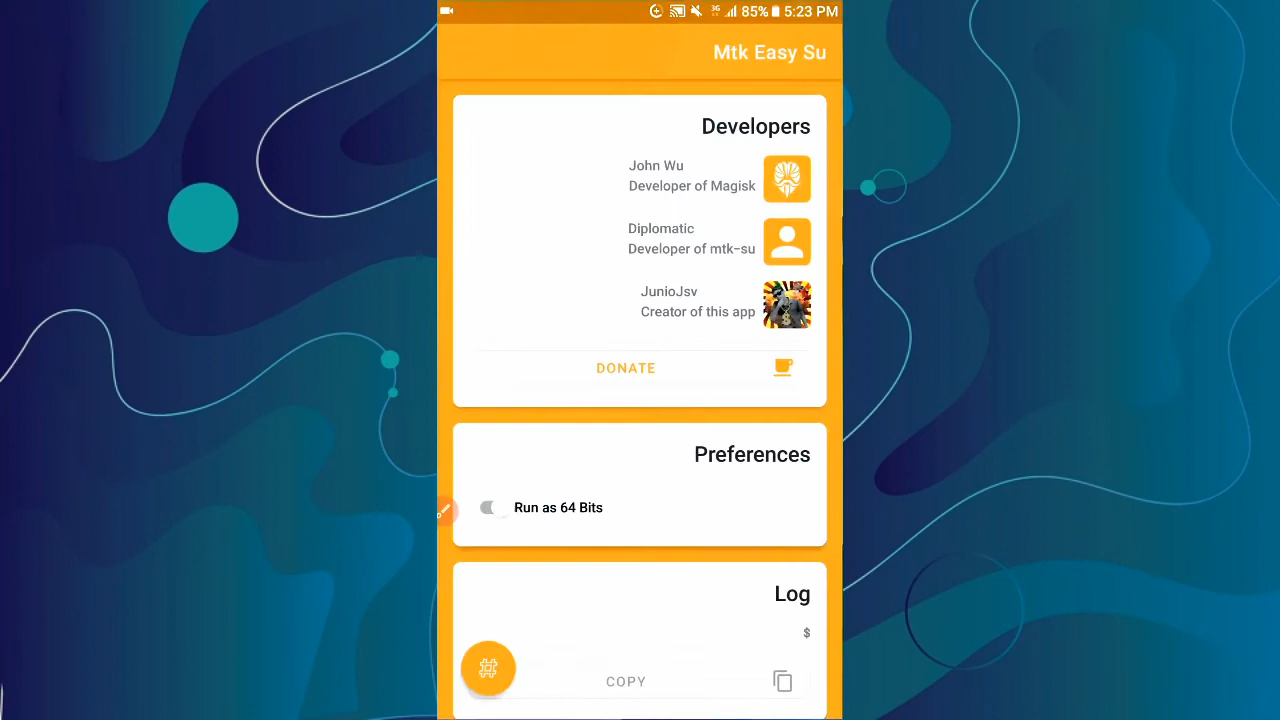 3G 85% 5:23 PM
Mtk Easy Su
Developers
John Wu
Developer of Magisk
Diplomatic
Developer of mtk-su
JunioJsv
Creator of this app
DONATE
Preferences
Run as 64 Bits
Log
$
#
COPY